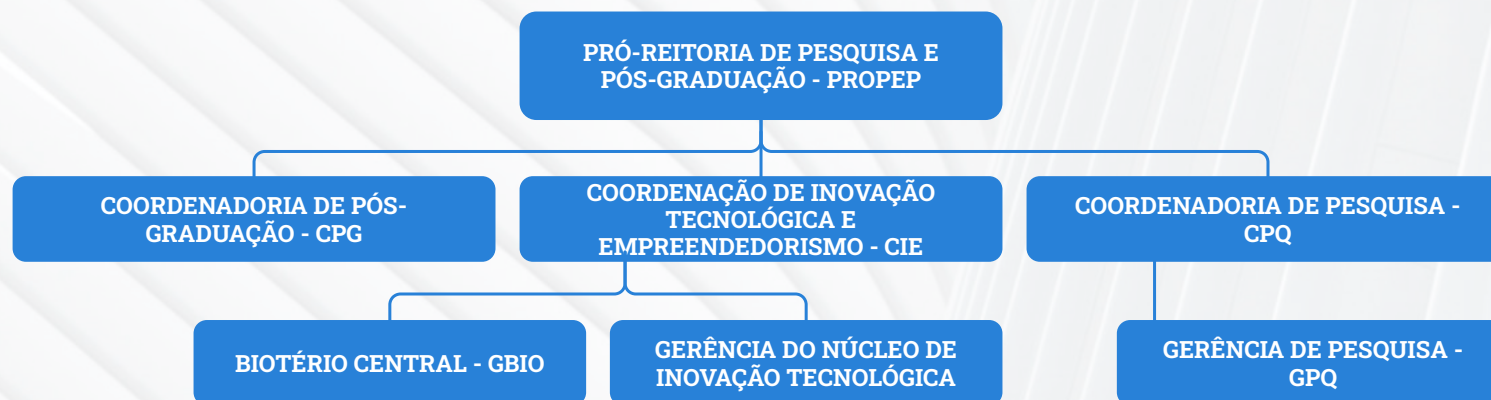 PRÓ-REITORIA DE PESQUISA E
PÓS-GRADUAÇÃO - PROPEP
COORDENADORIA DE PÓS-
GRADUAÇÃO - CPG
COORDENAÇÃO DE INOVAÇÃO
TECNOLÓGICA E
EMPREENDEDORISMO - CIE
COORDENADORIA DE PESQUISA -
CPQ
BIOTÉRIO CENTRAL - GBIO
GERÊNCIA DO NÚCLEO DE
INOVAÇÃO TECNOLÓGICA
GERÊNCIA DE PESQUISA -
GPQ